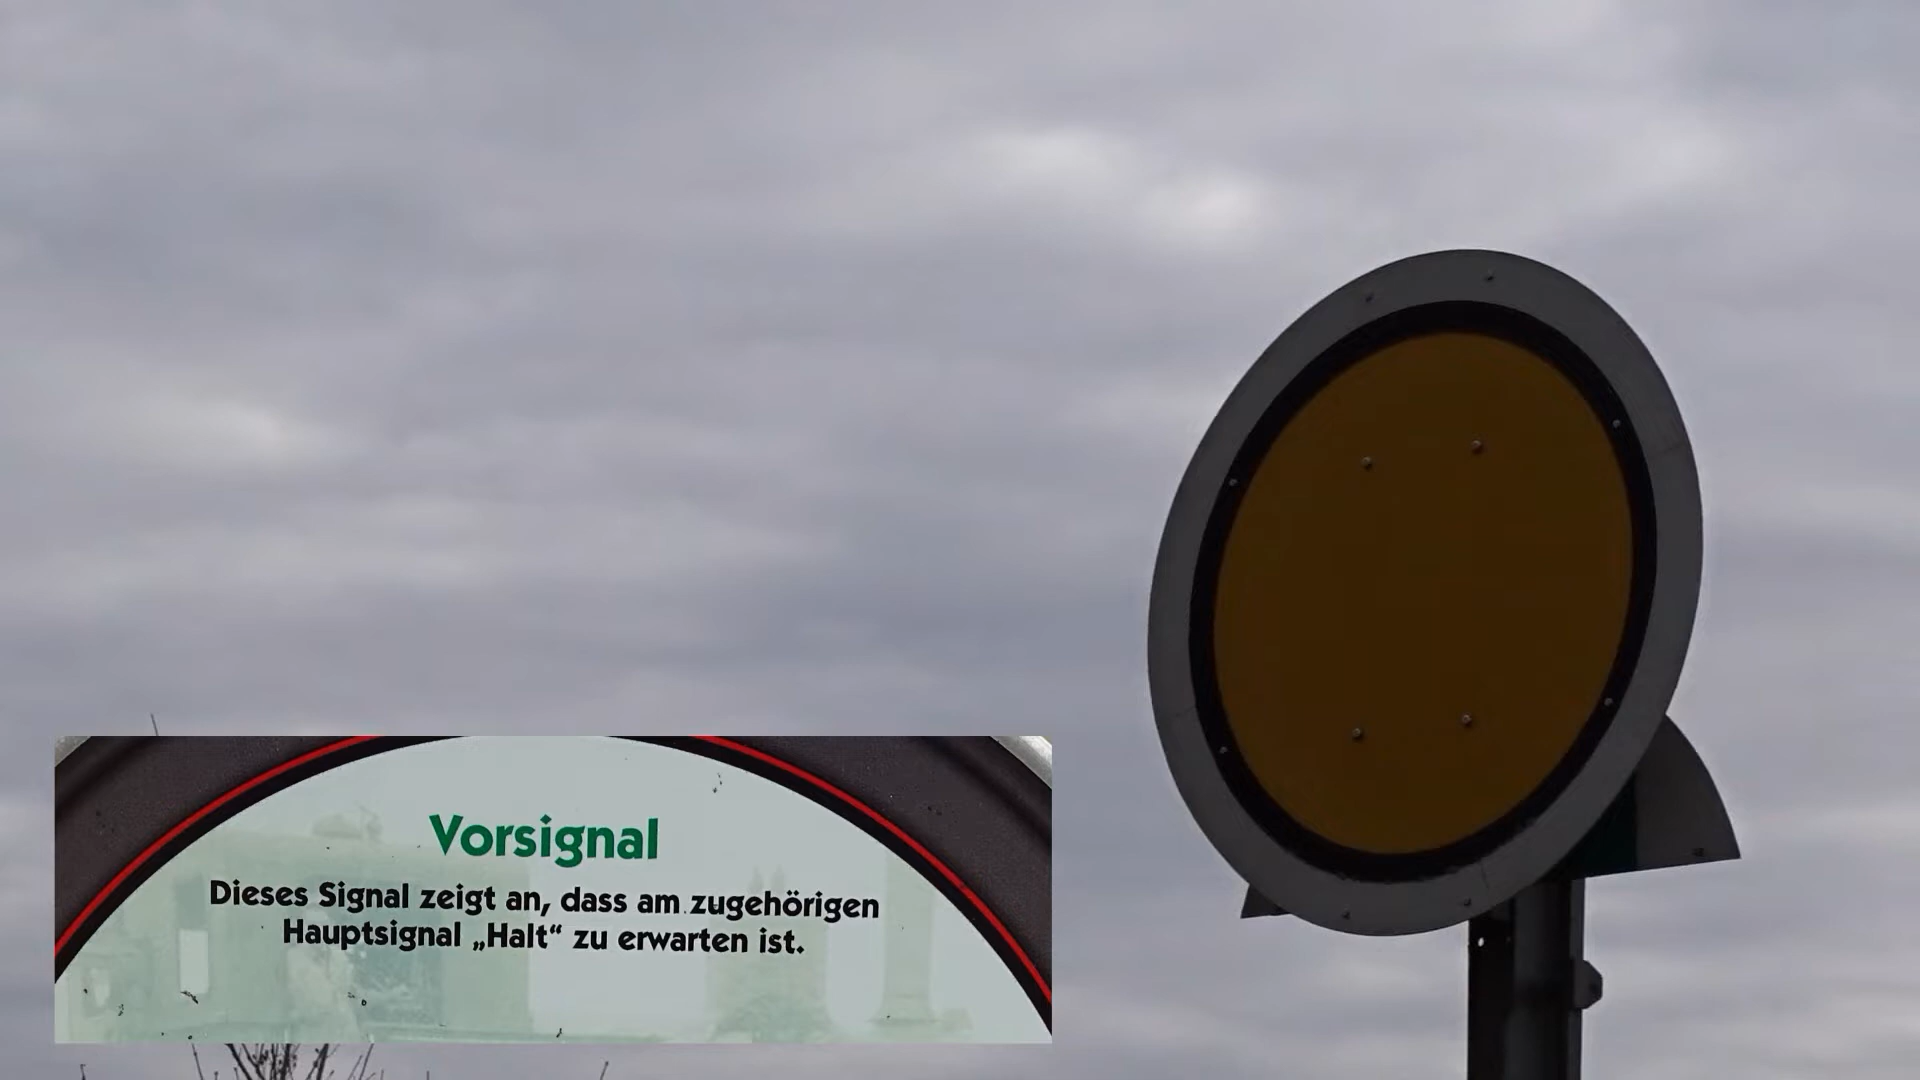 Vorsignal
Dieses Signal zeigt an, dass am zugehörigen
Hauptsignal „Halt“ zu erwarten ist.